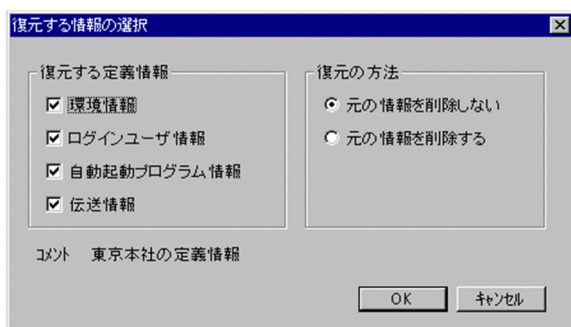 復元する情報の選択
復元する定義情報
環境情報
ログインユーザ情報
自動起動プログラム情報
伝送情報
復元の方法
元の情報を削除しない
元の情報を削除する
ｺﾒﾝﾄ 東京本社の定義情報
OK
ｷｬﾝｾﾙ